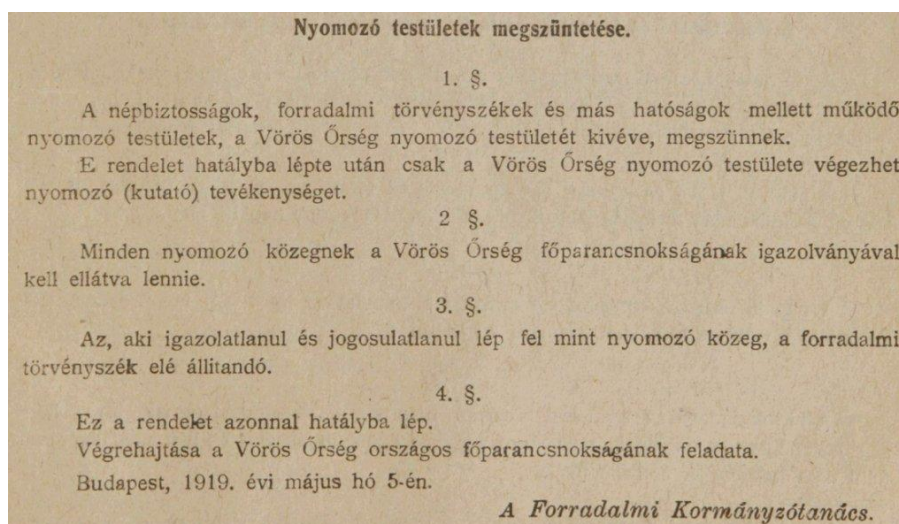 Nyomozó testületek megszüntetése.
1. §.
A népbiztosságok, forradalmi törvényszékek és más hatóságok mellett működő
nyomozó testületek, a Vörös Őrség nyomozó testületét kivéve, megszünnek.
E rendelet hatályba lépte után csak a Vörös Őrség nyomozó testülete végezhet
nyomozó (kutató) tevékenységet.
2 §.
Minden nyomozó közegnek a Vörös Őrség főparancsnokságának igazolványával
kell ellátva lennie.
3. §.
Az, aki igazolatlanul és jogosulatlanul lép fel mint nyomozó közeg, a forradalmi
törvényszék elé állitandó.
4. §.
Ez a rendelet azonnal hatályba lép.
Végrehajtása a Vörös Őrség országos főparancsnokságának feladata.
Budapest, 1919. évi május hó 5-én.
A Forradalmi Kormányzótanács.